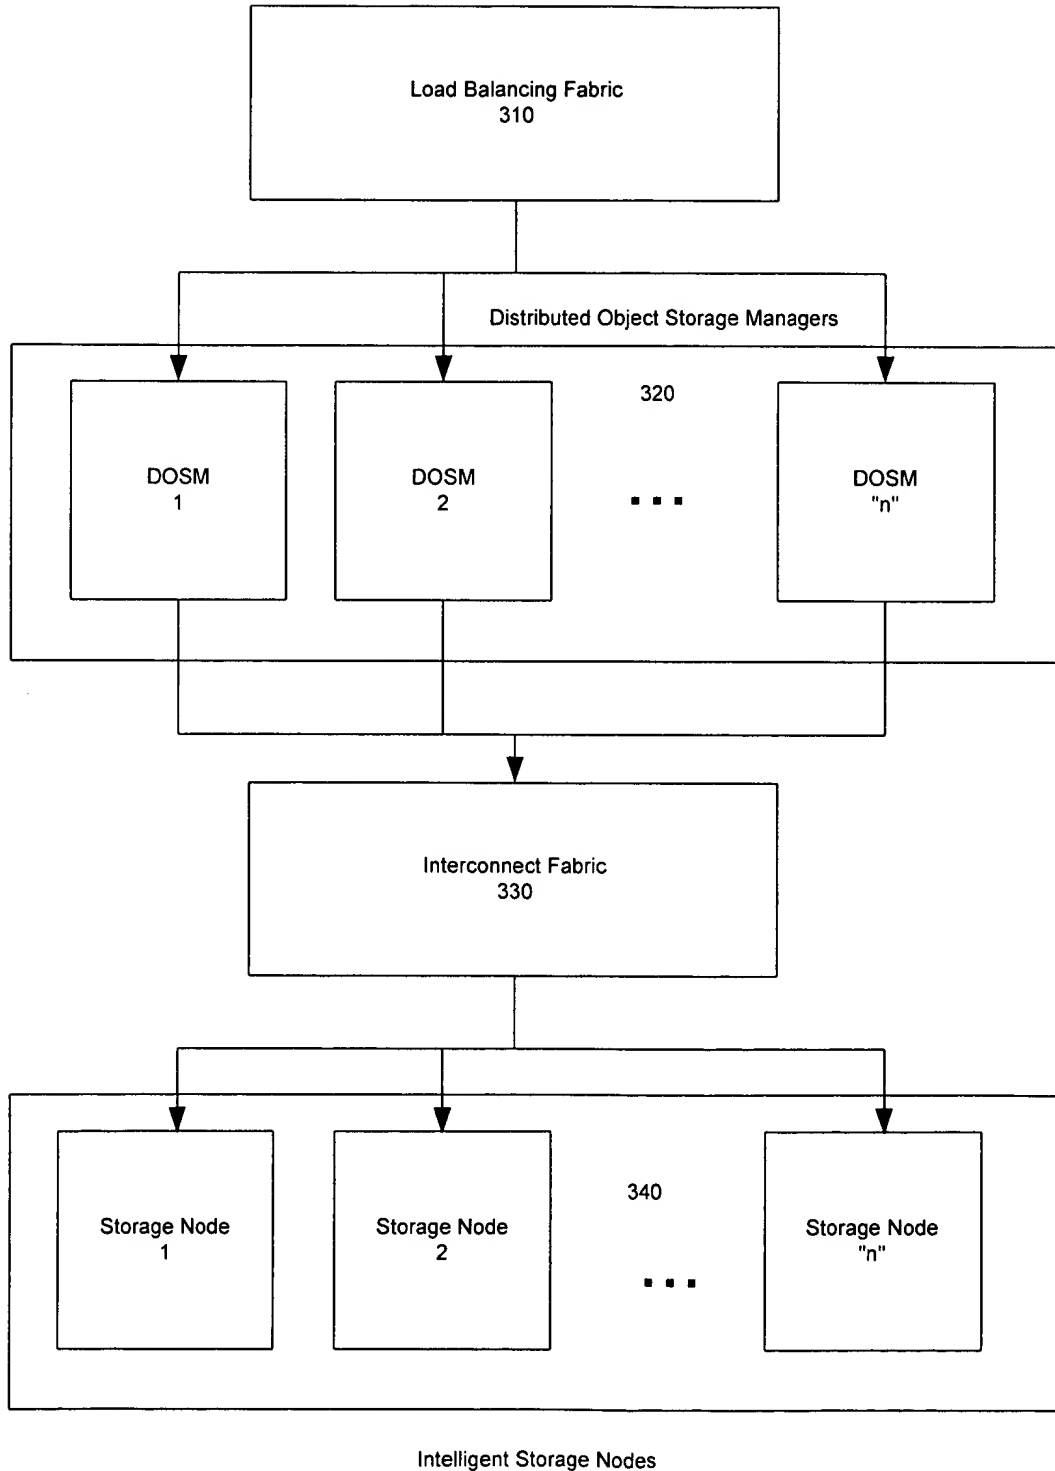 Load Balancing Fabric
310
Distributed Object Storage Managers
320
DOSM
1
DOSM
2
DOSM
"n"
Interconnect Fabric
330
340
Storage Node
1
Storage Node
2
Storage Node
"n"
Intelligent Storage Nodes